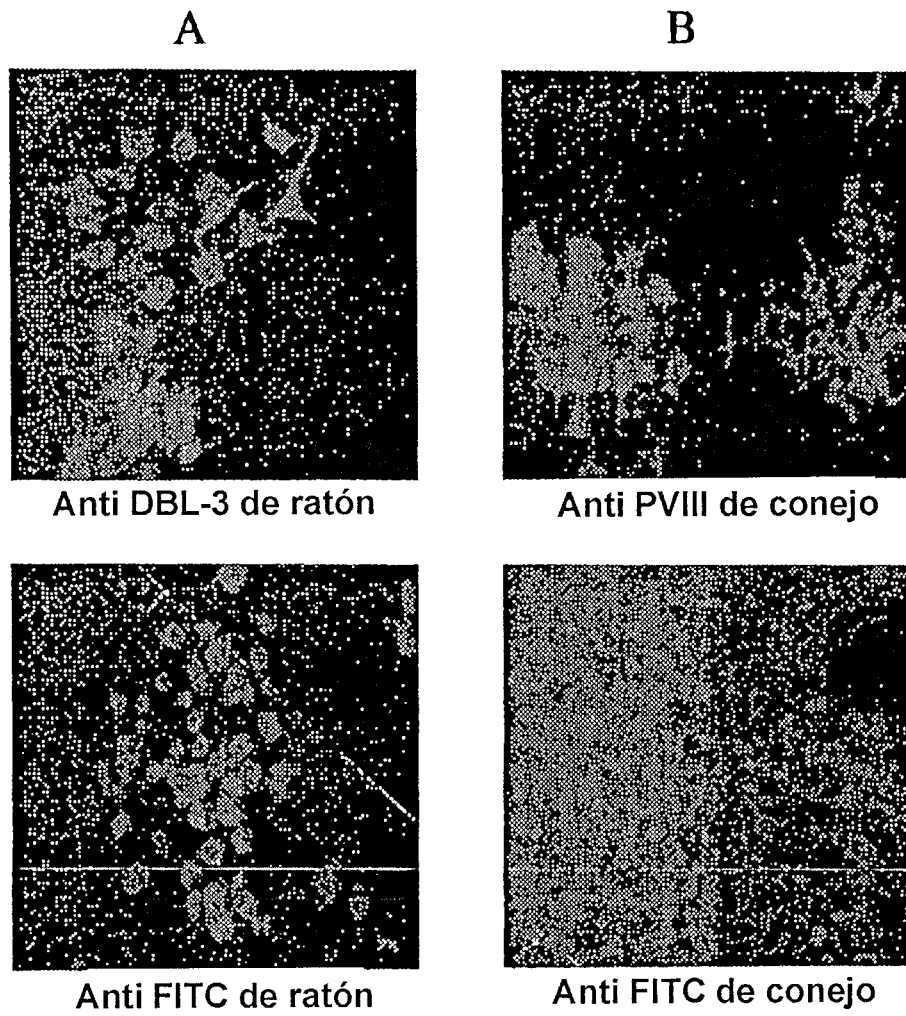 A
B
Anti DBL-3 de ratón
Anti PVIII de conejo
Anti FITC de ratón
Anti FITC de conejo